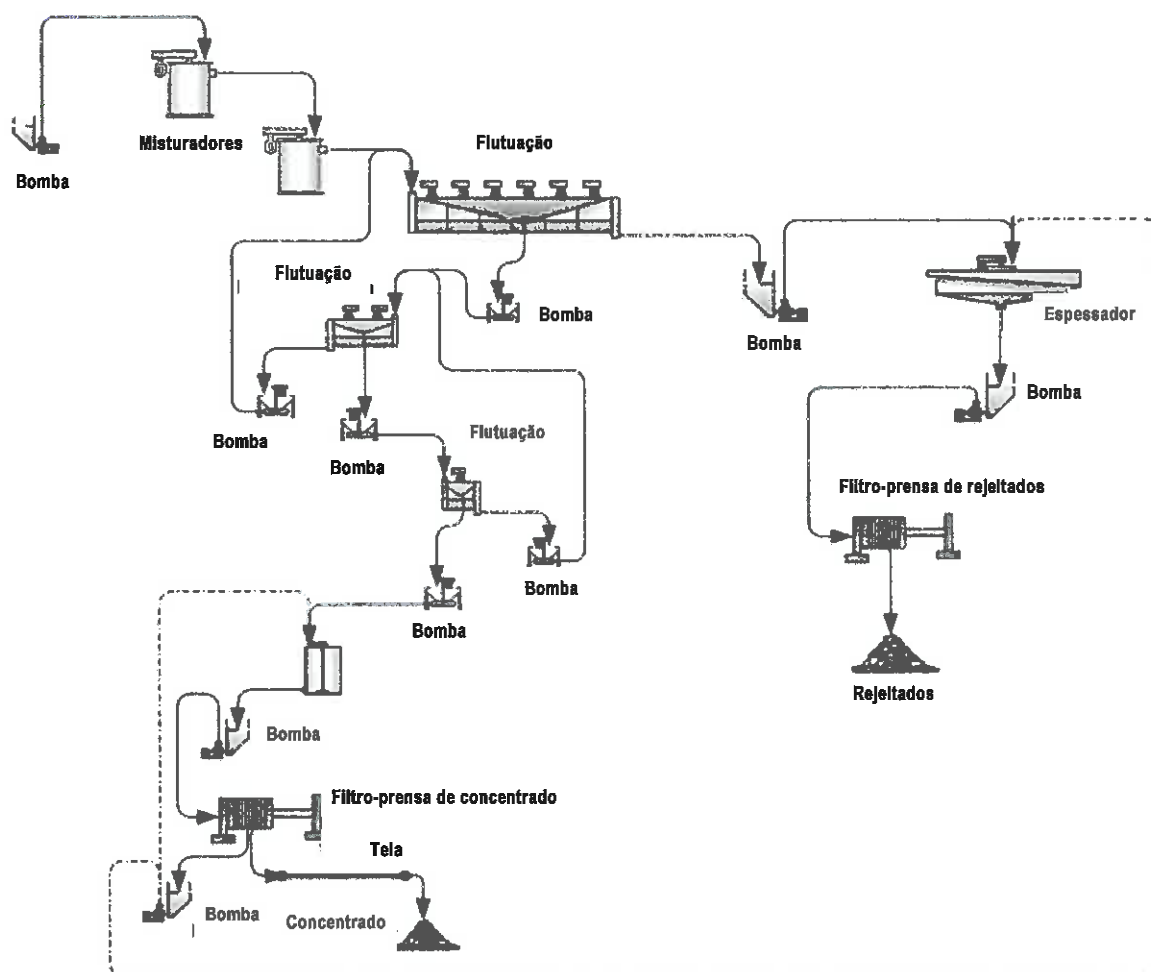 Misturadores
Flutuação
Bomba
Flutuação
Bomba
Espessador
Bomba
Bomba
Bomba
Flutuação
Bomba
Filtro-prensa de rejeitados
Bomba
Bomba
Rejeitados
Bomba
Filtro-prensa de concentrado
Tela
Bomba
Concentrado